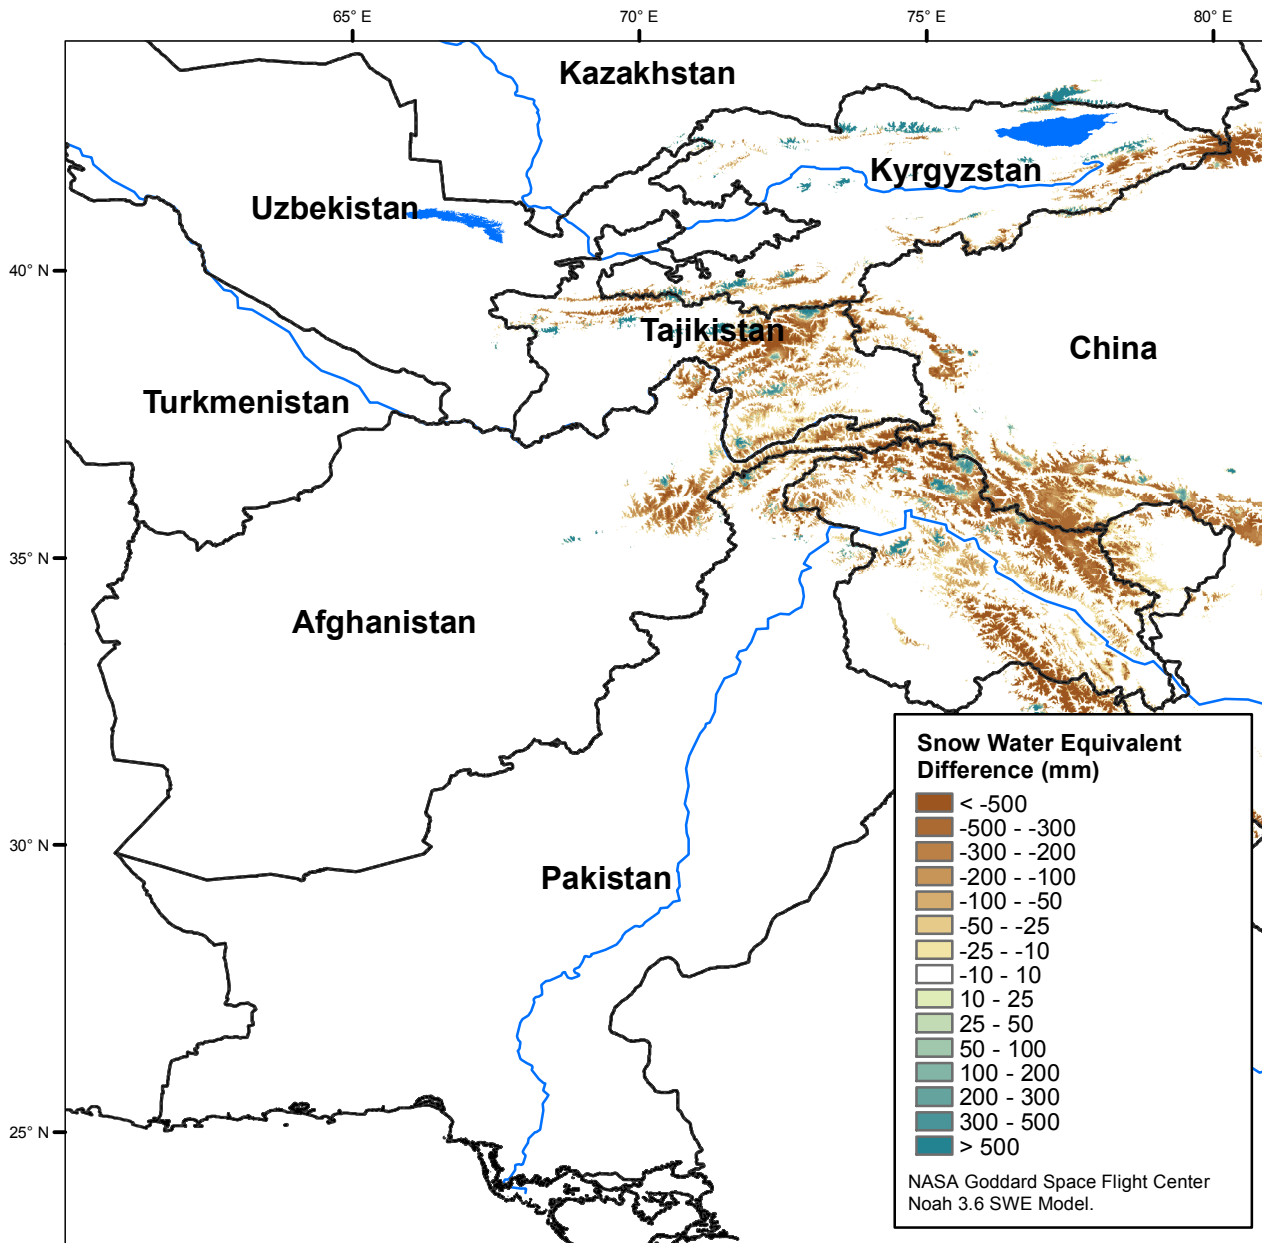 65° E
70° E
75° E
80° E
Kazakhstan
Kyrgyzstan
Uzbekistan
40° N
Tajikistan
China
Turkmenistan
35° N
Afghanistan
Snow Water Equivalent
Difference (mm)
< -500
-500 - -300
-300 - -200
-200 - -100
-100 - -50
-50 - -25
-25 - -10
-10 - 10
10 - 25
25 - 50
50 - 100
100 - 200
200 - 300
300 - 500
> 500
NASA Goddard Space Flight Center
Noah 3.6 SWE Model.
30° N
Pakistan
25° N